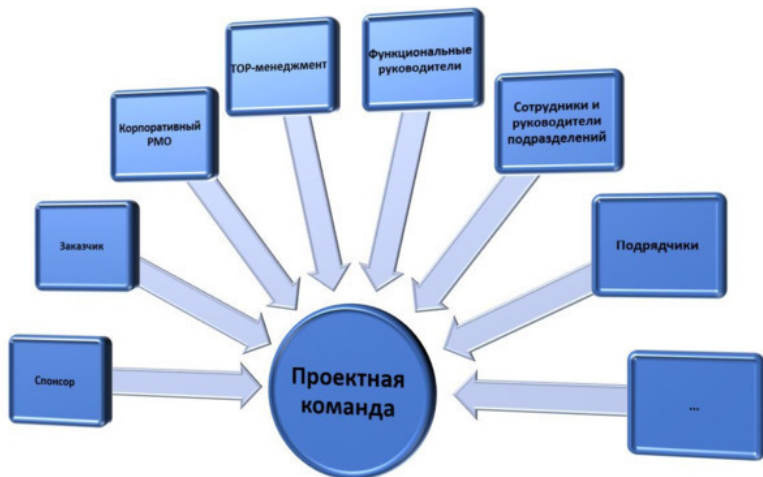 Спонсор
Заказчик
Корпоративный
PMO
TOP-менеджмент
Функциональные
руководители
Сотрудники и
руководители
подразделений
Подрядчики
...
Проектная
команда